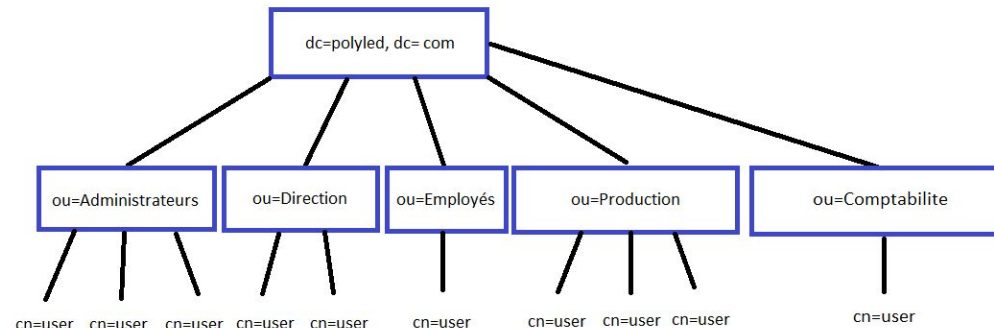 dc=polyled, dc= com
ou=Administrateurs
ou=Direction
ou=Employés
ou=Production
ou=Comptabilite
cn=user
cn=user
cn=user
cn=user
cn=user
cn=user
cn=user
cn=user
cn=user
cn=user